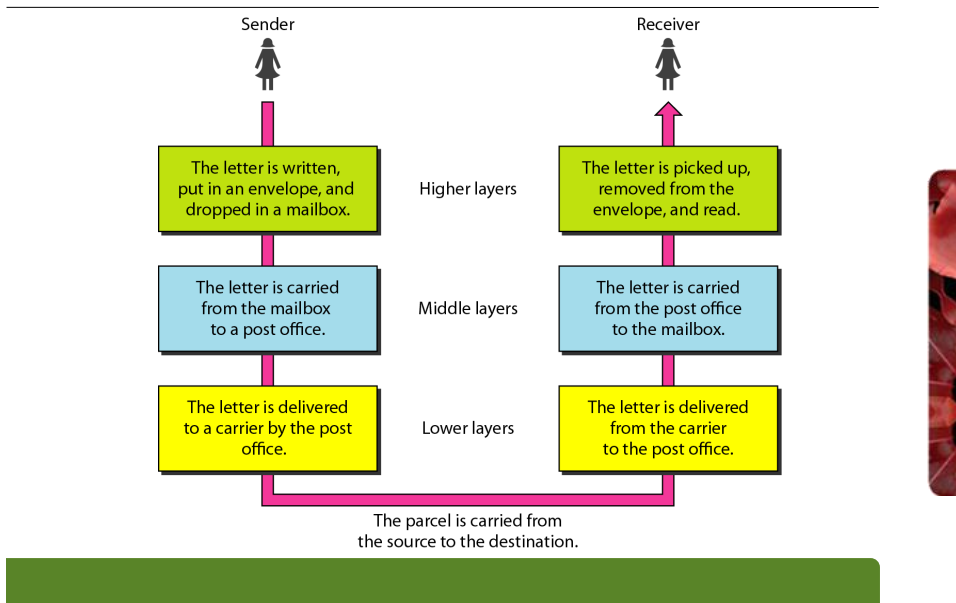 Sender
Receiver
The letter is written,
put in an envelope, and
dropped in a mailbox.
Higher layers
The letter is picked up,
removed from the
envelope, and read.
The letter is carried
from the mailbox
to a post office.
Middle layers
The letter is carried
from the post office
to the mailbox.
The letter is delivered
to a carrier by the post
office.
Lower layers
The letter is delivered
from the carrier
to the post office.
The parcel is carried from
the source to the destination.